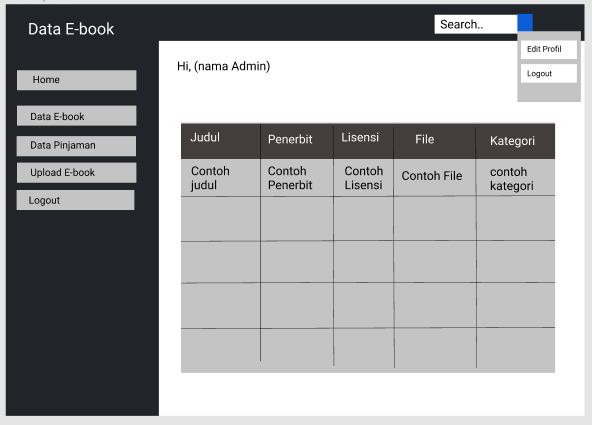 Data E-book
Search..
Edit Profil
Logout
Hi, (nama Admin)
Home
Data E-book
Data Pinjaman
Upload E-book
Logout
Judul Penerbit Lisensi File Kategori
Contoh judul Contoh Penerbit Contoh Lisensi Contoh File contoh kategori